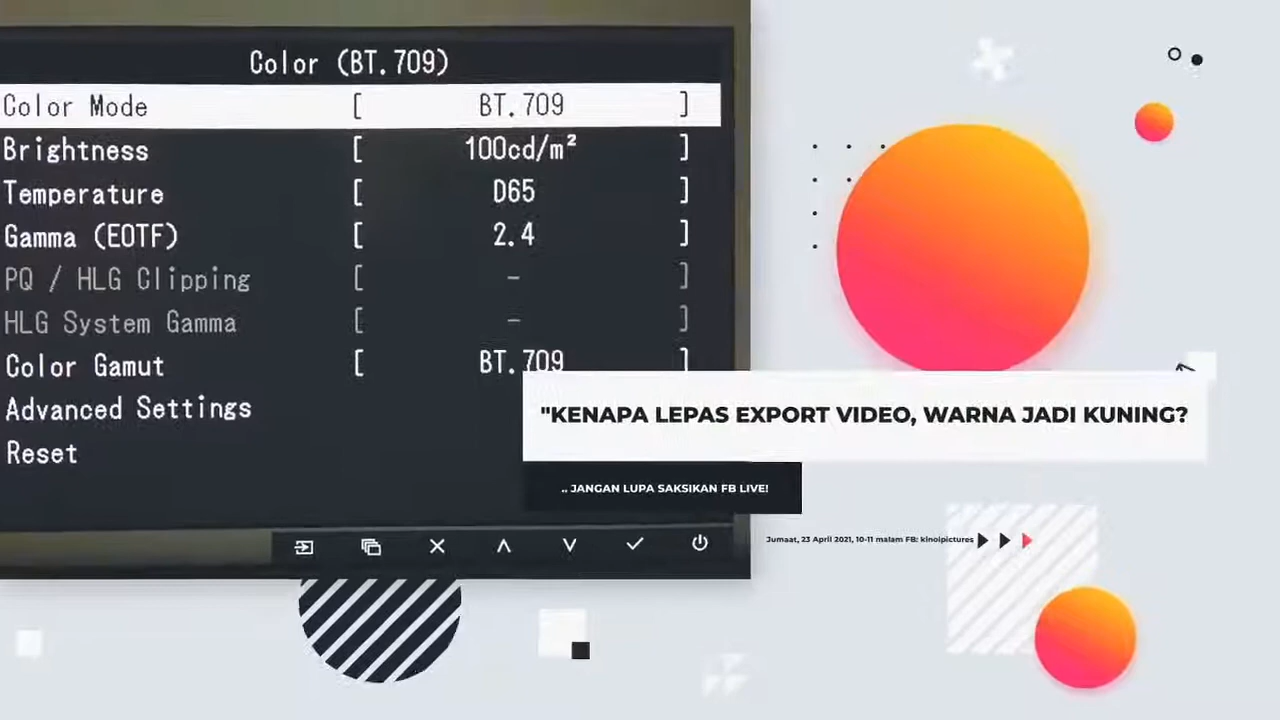 Color (BT.709)
Color Mode [ BT.709 ]
Brightness [ 100cd/m² ]
Temperature [ D65 ]
Gamma (EOTF) [ 2.4 ]
PQ / HLG Clipping [ - ]
HLG System Gamma [ - ]
Color Gamut [ BT.709 ]
Advanced Settings
Reset
"KENAPA LEPAS EXPORT VIDEO, WARNA JADI KUNING?
.. JANGAN LUPA SAKSIKAN FB LIVE!
Jumaat, 23 April 2021, 10-11 malam FB: kinoipictures